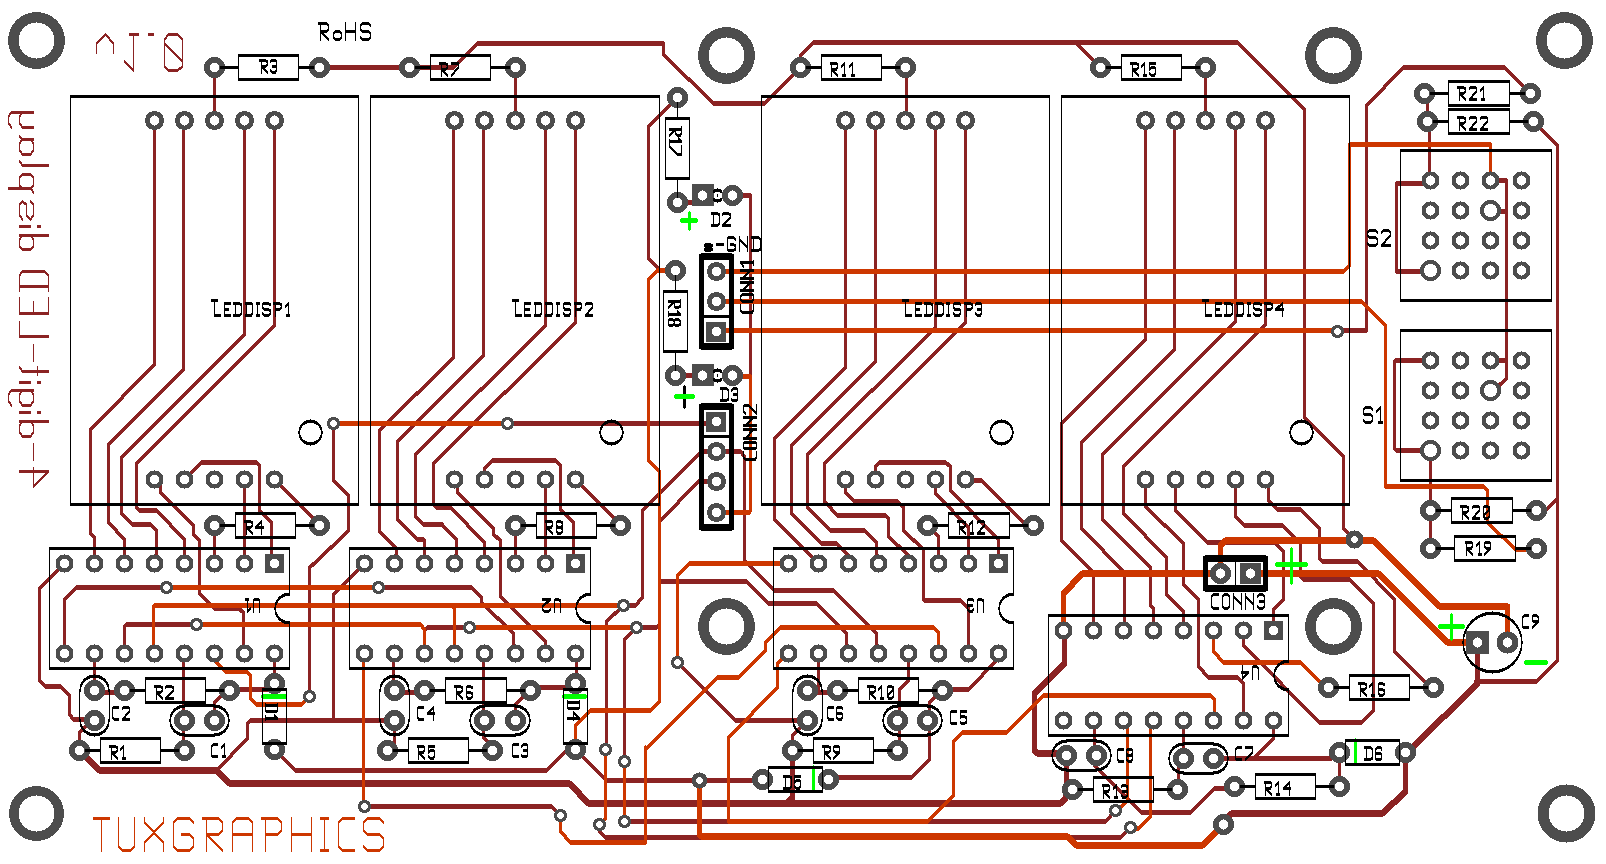 RoHS
^J0.1
R3
R7
R11
R15
R21
R22
4-digit-LED display
R17
D2
-GND
CONN1
S2
LEDDISP1
LEDDISP2
R18
LEDDISP3
LEDDISP4
D3
CONN2
S1
R4
R8
R12
R20
R19
U1
U2
U3
CONN3
C9
U4
R2
R6
R10
R16
C2
D1
C4
D4
C6
C5
R1
C1
R5
C3
R9
C8
C7
D6
D5
R13
R14
TUXGRAPHICS